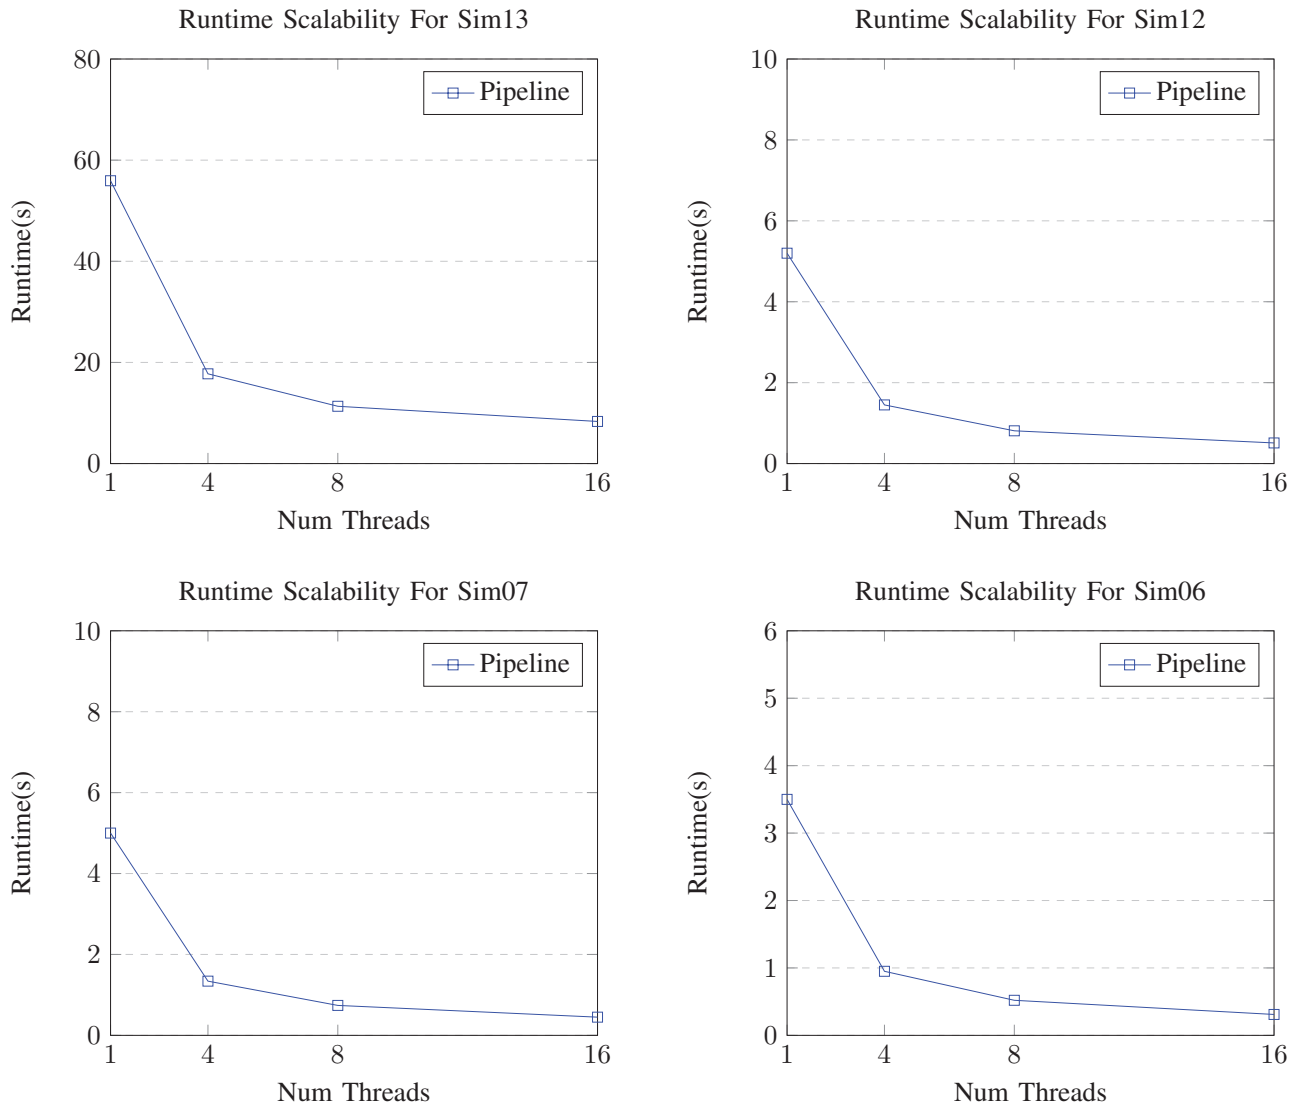 Runtime Scalability For Sim13
80
60
40
20
0
1 4 8 16
Runtime(s)
Num Threads
Pipeline
Runtime Scalability For Sim12
10
8
6
4
2
0
1 4 8 16
Runtime(s)
Num Threads
Pipeline
Runtime Scalability For Sim07
10
8
6
4
2
0
1 4 8 16
Runtime(s)
Num Threads
Pipeline
Runtime Scalability For Sim06
6
5
4
3
2
1
0
1 4 8 16
Runtime(s)
Num Threads
Pipeline